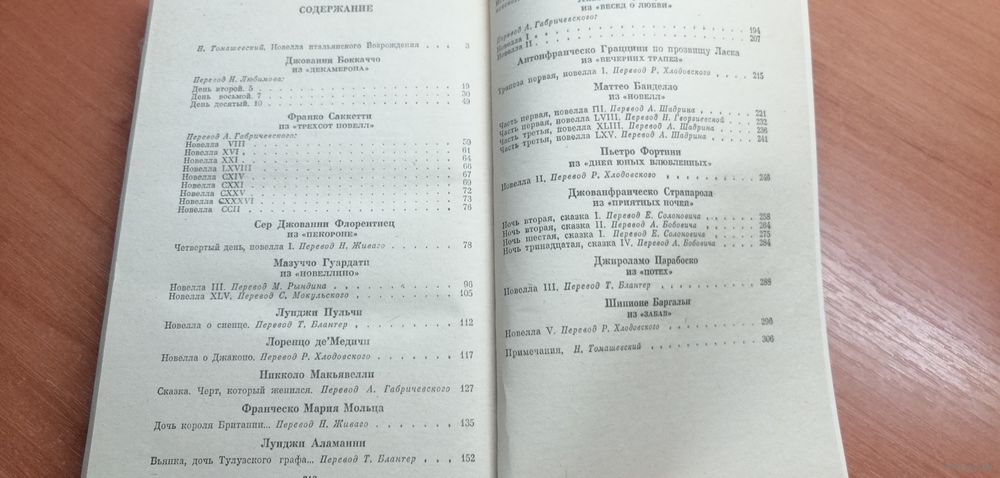 СОДЕРЖАНИЕ
Н. Томашевский. Новелла итальянского Возрождения . . . 3
Джованни Боккаччо
ИЗ «ДЕКАМЕРОНА»
Перевод Н. Любимова:
День второй. 5 . . . 19
День восьмой. 7 . . . 30
День десятый. 10 . . . 49
Франко Саккетти
ИЗ «ТРЕХСОТ НОВЕЛЛ»
Перевод А. Габричевского:
Новелла VIII . . . 59
Новелла XVI . . . 61
Новелла XXI . . . 64
Новелла LXVIII . . . 66
Новелла CXIV . . . 67
Новелла CXXI . . . 69
Новелла CXXV . . . 72
Новелла CXXXVI . . . 73
Новелла CCII . . . 76
Сер Джованни Флорентиец
ИЗ «ПЕКОРОНЕ»
Четвертый день, новелла I. Перевод Н. Живаго . . . 78
Мазуччо Гуардати
ИЗ «НОВЕЛЛИНО»
Новелла III. Перевод М. Рындина . . . 96
Новелла XLV. Перевод С. Мокульского . . . 105
Луиджи Пульчи
Новелла о сиенце. Перевод Т. Блантер . . . 112
Лоренцо де'Медичи
Новелла о Джакопо. Перевод Р. Хлодовского . . . 117
Никколо Макьявелли
Сказка. Черт, который женился. Перевод А. Габричевского 127
Франческо Мария Мольца
Дочь короля Британии... Перевод Н. Живаго . . . 135
Луиджи Аламанни
Бьянка, дочь Тулузского графа... Перевод Т. Блантер . . . 152
ИЗ «БЕСЕД О ЛЮБВИ»
Перевод А. Габричевского:
Новелла I . . . 194
Новелла II . . . 207
Антонфранческо Граццини по прозвищу Ласка
ИЗ «ВЕЧЕРНИХ ТРАПЕЗ»
Трапеза первая, новелла I. Перевод Р. Хлодовского . . . 215
Маттео Банделло
ИЗ «НОВЕЛЛ»
Часть первая, новелла III. Перевод А. Шадрина . . . 221
Часть первая, новелла LVIII. Перевод Н. Георгиевской . . . 232
Часть третья, новелла XLIII. Перевод А. Шадрина . . . 236
Часть третья, новелла LXV. Перевод А. Шадрина . . . 241
Пьетро Фортини
ИЗ «ДНЕЙ ЮНЫХ ВЛЮБЛЕННЫХ»
Новелла II. Перевод Р. Хлодовского . . . 246
Джованфранческо Страпарола
ИЗ «ПРИЯТНЫХ НОЧЕЙ»
Ночь вторая, сказка I. Перевод Е. Солоновича . . . 258
Ночь вторая, сказка II. Перевод А. Бобовича . . . 264
Ночь шестая, сказка I. Перевод Е. Солоновича . . . 275
Ночь тринадцатая, сказка IV. Перевод А. Бобовича . . . 284
Джироламо Парабоско
ИЗ «ПОТЕХ»
Новелла III. Перевод Т. Блантер . . . 288
Шипионе Баргальи
ИЗ «ЗАБАВ»
Новелла V. Перевод Р. Хлодовского . . . 296
Примечания, Н. Томашевский . . . 306